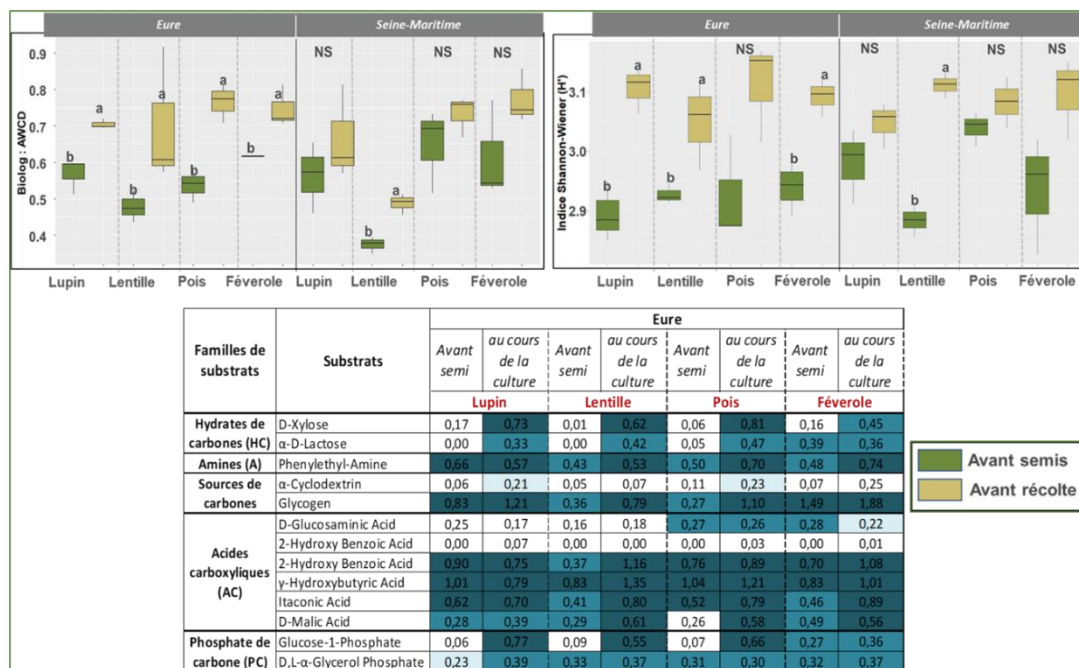 Eure Seine-Maritime
Biolog : AWCD
0.9
0.8
0.7
0.6
0.5
0.4
b a b a b a b a NS b a NS NS
Lupin Lentille Pois Féverole Lupin Lentille Pois Féverole
Eure Seine-Maritime
Indice Shannon-Wiener (H')
3.1
3.0
2.9
b a b a NS b a NS b a NS NS
Lupin Lentille Pois Féverole Lupin Lentille Pois Féverole
Familles de substrats Substrats Eure
Avant semi au cours de la culture Avant semi au cours de la culture Avant semi au cours de la culture Avant semi au cours de la culture
Lupin Lentille Pois Féverole
Hydrates de carbones (HC)
D-Xylose 0,17 0,73 0,01 0,62 0,06 0,81 0,16 0,45
α-D-Lactose 0,00 0,33 0,00 0,42 0,05 0,47 0,39 0,36
Amines (A) Phenylethyl-Amine 0,66 0,57 0,43 0,53 0,50 0,70 0,48 0,74
Sources de carbones
α-Cyclodextrin 0,06 0,21 0,05 0,07 0,11 0,23 0,07 0,25
Glycogen 0,83 1,21 0,36 0,79 0,27 1,10 1,49 1,88
Acides carboxyliques (AC)
D-Glucosaminic Acid 0,25 0,17 0,16 0,18 0,27 0,26 0,28 0,22
2-Hydroxy Benzoic Acid 0,00 0,07 0,00 0,00 0,00 0,03 0,00 0,01
2-Hydroxy Benzoic Acid 0,90 0,75 0,37 1,16 0,76 0,89 0,70 1,08
γ-Hydroxybutyric Acid 1,01 0,79 0,83 1,35 1,04 1,21 0,83 1,01
Itaconic Acid 0,62 0,70 0,41 0,80 0,52 0,79 0,46 0,89
D-Malic Acid 0,28 0,39 0,29 0,61 0,26 0,58 0,49 0,56
Phosphate de carbone (PC)
Glucose-1-Phosphate 0,06 0,77 0,09 0,55 0,07 0,66 0,27 0,36
D,L-α-Glycerol Phosphate 0,23 0,39 0,33 0,37 0,31 0,30 0,32 0,37
Avant semis
Avant récolte